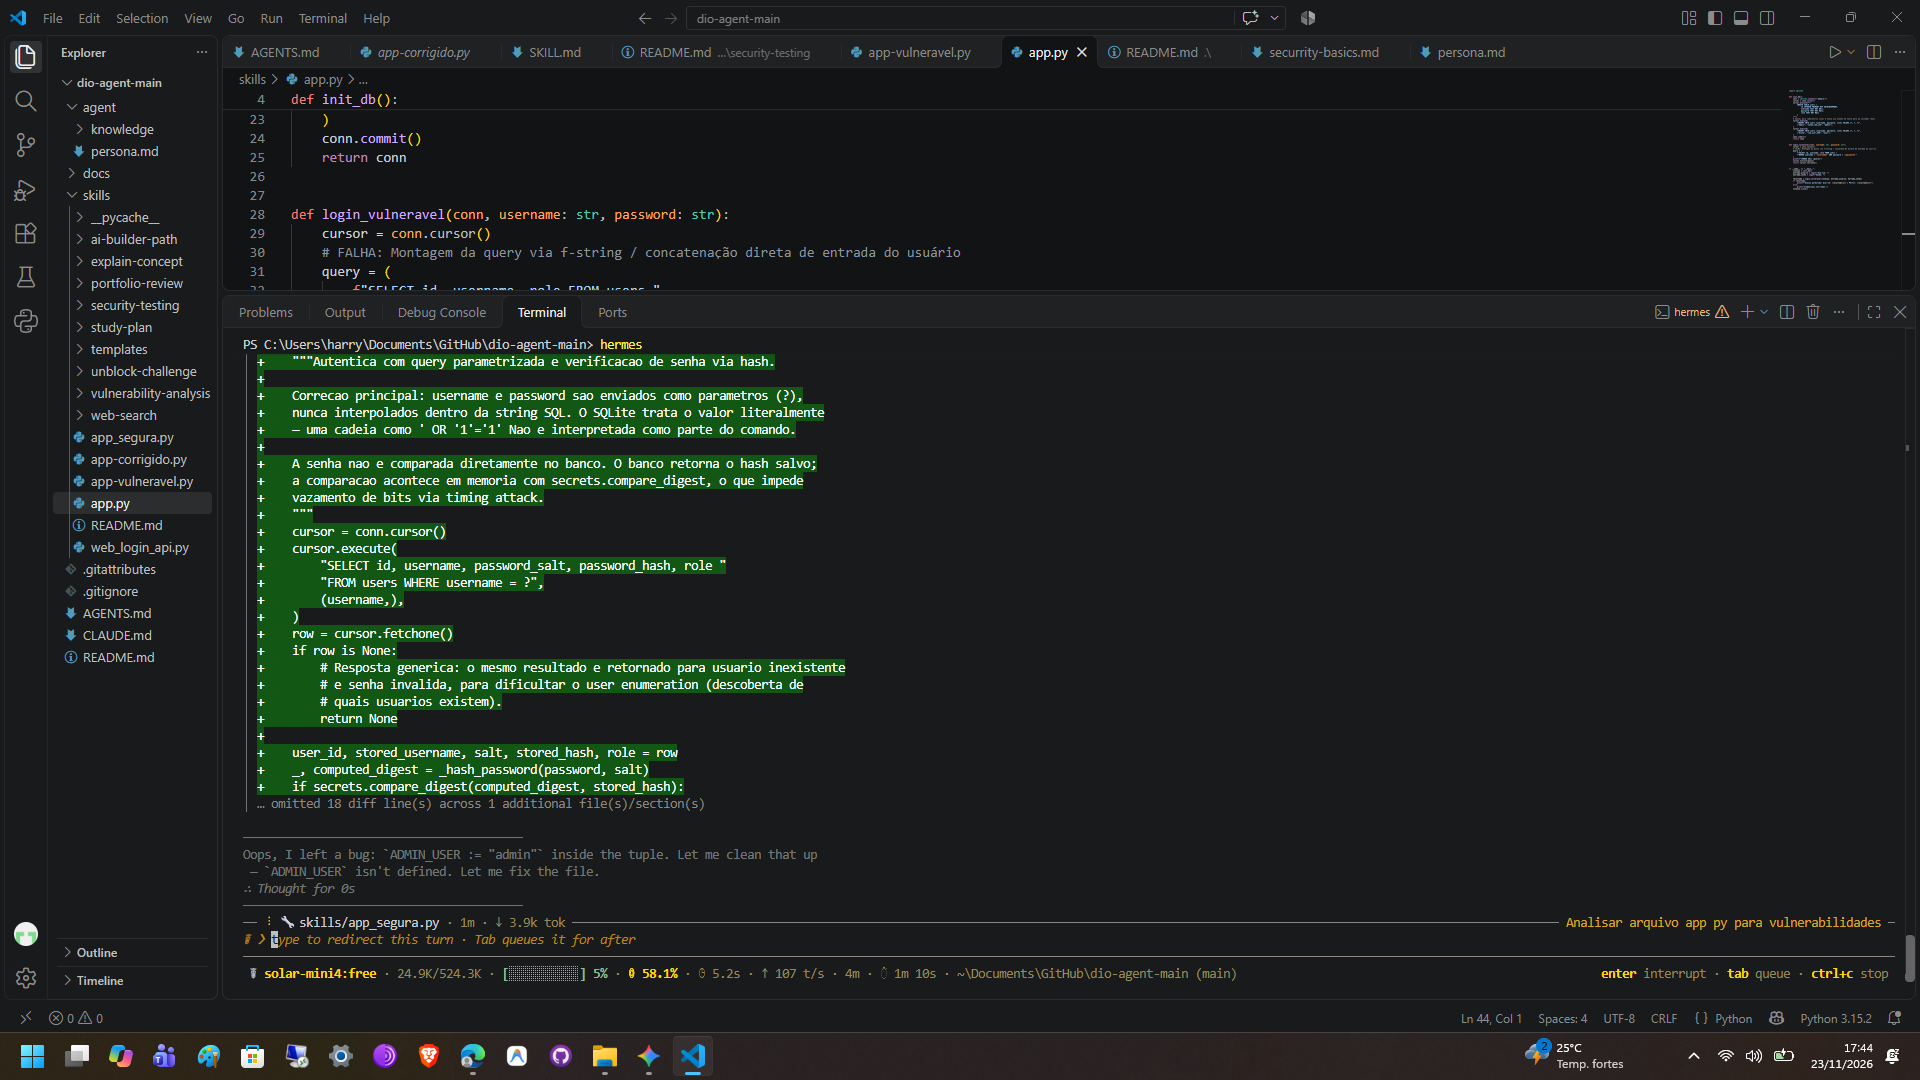 File Edit Selection View Go Run Terminal Help
dio-agent-main
Explorer
AGENTS.md
app-corrigido.py
SKILL.md
README.md ...\security-testing
app-vulneravel.py
app.py
README.md .\
securrity-basics.md
persona.md
dio-agent-main
agent
knowledge
persona.md
docs
skills
__pycache__
ai-builder-path
explain-concept
portfolio-review
security-testing
study-plan
templates
unblock-challenge
vulnerability-analysis
web-search
app_segura.py
app-corrigido.py
app-vulneravel.py
app.py
README.md
web_login_api.py
.gitattributes
.gitignore
AGENTS.md
CLAUDE.md
README.md
Outline
Timeline
skills > app.py > ...
4 def init_db():
23 )
24 conn.commit()
25 return conn
26
27
28 def login_vulneravel(conn, username: str, password: str):
29 cursor = conn.cursor()
30 # FALHA: Montagem da query via f-string / concatenação direta de entrada do usuário
31 query = (
32 f"SELECT id, username, role FROM users "
Problems Output Debug Console Terminal Ports
hermes
PS C:\Users\harry\Documents\GitHub\dio-agent-main> hermes
+ """Autentica com query parametrizada e verificacao de senha via hash.
+
+ Correcao principal: username e password sao enviados como parametros (?),
+ nunca interpolados dentro da string SQL. O SQLite trata o valor literalmente
+ — uma cadeia como ' OR '1'='1' Nao e interpretada como parte do comando.
+
+ A senha nao e comparada diretamente no banco. O banco retorna o hash salvo;
+ a comparacao acontece em memoria com secrets.compare_digest, o que impede
+ vazamento de bits via timing attack.
+ """
+ cursor = conn.cursor()
+ cursor.execute(
+ "SELECT id, username, password_salt, password_hash, role "
+ "FROM users WHERE username = ?",
+ (username,),
+ )
+ row = cursor.fetchone()
+ if row is None:
+ # Resposta generica: o mesmo resultado e retornado para usuario inexistente
+ # e senha invalida, para dificultar o user enumeration (descoberta de
+ # quais usuarios existem).
+ return None
+
+ user_id, stored_username, salt, stored_hash, role = row
+ _, computed_digest = _hash_password(password, salt)
+ if secrets.compare_digest(computed_digest, stored_hash):
… omitted 18 diff line(s) across 1 additional file(s)/section(s)
Oops, I left a bug: `ADMIN_USER := "admin"` inside the tuple. Let me clean that up
— `ADMIN_USER` isn't defined. Let me fix the file.
∴ Thought for 0s
skills/app_segura.py · 1m · ↓ 3.9k tok
Analisar arquivo app py para vulnerabilidades
type to redirect this turn · Tab queues it for after
solar-mini4:free · 24.9K/524.3K · [ ] 5% · 58.1% · 5.2s · ↑ 107 t/s · 4m · 1m 10s · ~\Documents\GitHub\dio-agent-main (main)
enter interrupt · tab queue · ctrl+c stop
0 0
Ln 44, Col 1 Spaces: 4 UTF-8 CRLF { } Python Python 3.15.2
2
25°C
Temp. fortes
17:44
23/11/2026